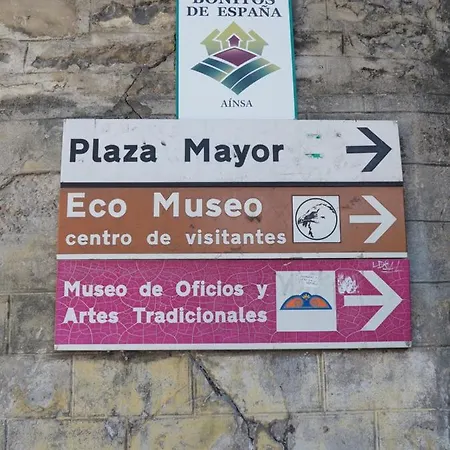 BONITOS
DE ESPAÑA
AÍNSA
Plaza Mayor
Eco Museo
centro de visitantes
Museo de Oficios y
Artes Tradicionales